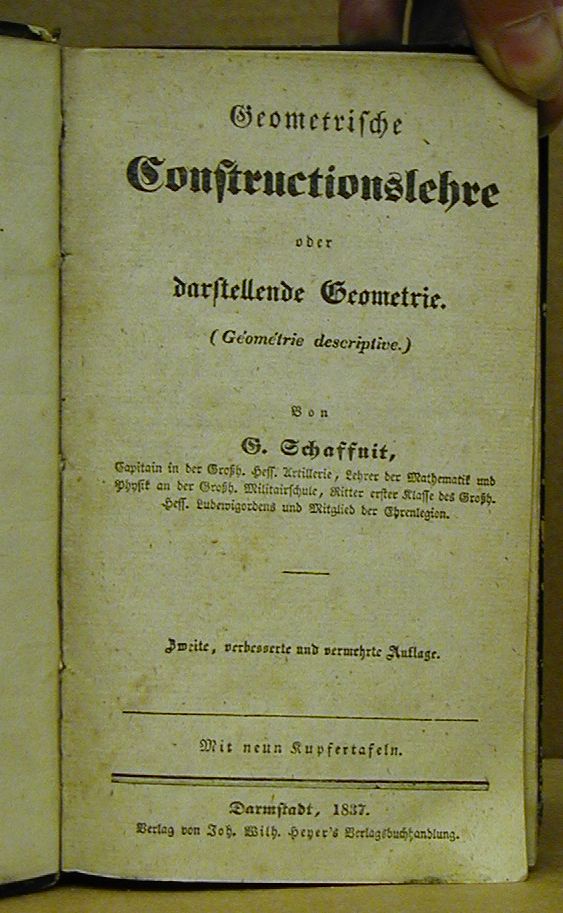 Geometrische
Constructionslehre
oder
darstellende Geometrie.
(Géométrie descriptive.)
Von
G. Schaffnit,
Capitain in der Großh. Hess. Artillerie, Lehrer der Mathematik und
Physik an der Großh. Militairschule, Ritter erster Klasse des Großh.
Hess. Ludewigordens und Mitglied der Ehrenlegion.
Zweite, verbesserte und vermehrte Auflage.
Mit neun Kupfertafeln.
Darmstadt, 1837.
Verlag von Joh. Wilh. Heyer's Verlagsbuchhandlung.